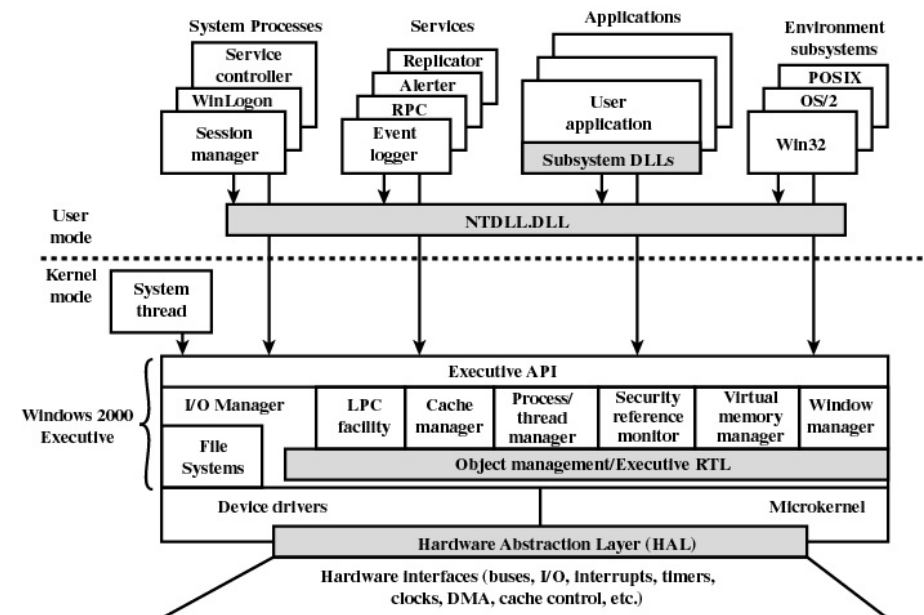 System Processes
Service
controller
WinLogon
Session
manager
Services
Replicator
Alerter
RPC
Event
logger
Applications
User
application
Subsystem DLLs
Environment
subsystems
POSIX
OS/2
Win32
User
mode
NTDLL.DLL
Kernel
mode
System
thread
Windows 2000
Executive
Executive API
I/O Manager
File
Systems
LPC
facility
Cache
manager
Process/
thread manager
Security
reference
monitor
Virtual
memory
manager
Window
manager
Object management/Executive RTL
Device drivers
Microkernel
Hardware Abstraction Layer (HAL)
Hardware interfaces (buses, I/O, interrupts, timers,
clocks, DMA, cache control, etc.)